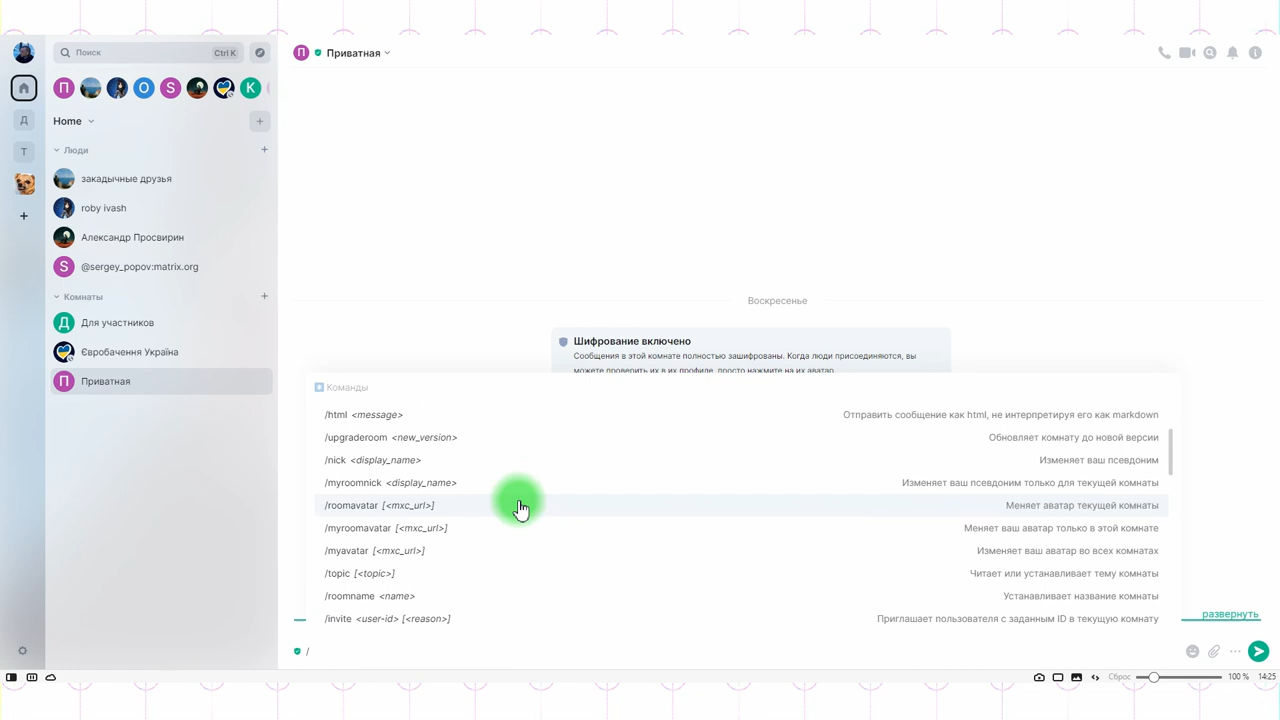 Поиск
Ctrl K
П
О
S
К
Home
Д
Т
Люди
закадычные друзья
roby ivash
Александр Просвирин
S @sergey_popov:matrix.org
Комнаты
Д Для участников
Євробачення Україна
П Приватная
П Приватная
Воскресенье
Шифрование включено
Сообщения в этой комнате полностью зашифрованы. Когда люди присоединяются, вы
можете проверить их в их профиле, просто нажмите на их аватар.
Команды
/html <message> Отправить сообщение как html, не интерпретируя его как markdown
/upgraderoom <new_version> Обновляет комнату до новой версии
/nick <display_name> Изменяет ваш псевдоним
/myroomnick <display_name> Изменяет ваш псевдоним только для текущей комнаты
/roomavatar [<mxc_url>] Меняет аватар текущей комнаты
/myroomavatar [<mxc_url>] Меняет ваш аватар только в этой комнате
/myavatar [<mxc_url>] Изменяет ваш аватар во всех комнатах
/topic [<topic>] Читает или устанавливает тему комнаты
/roomname <name> Устанавливает название комнаты
/invite <user-id> [<reason>] Приглашает пользователя с заданным ID в текущую комнату
развернуть
/
Сброс 100 % 14:25